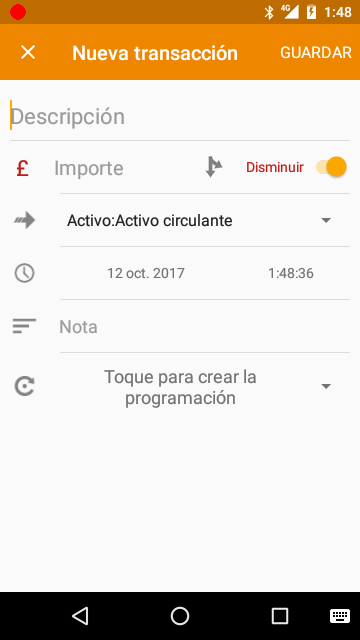 4G 1:48
Nueva transacción GUARDAR
Descripción
£ Importe Disminuir
Activo:Activo circulante
12 oct. 2017 1:48:36
Nota
Toque para crear la
programación